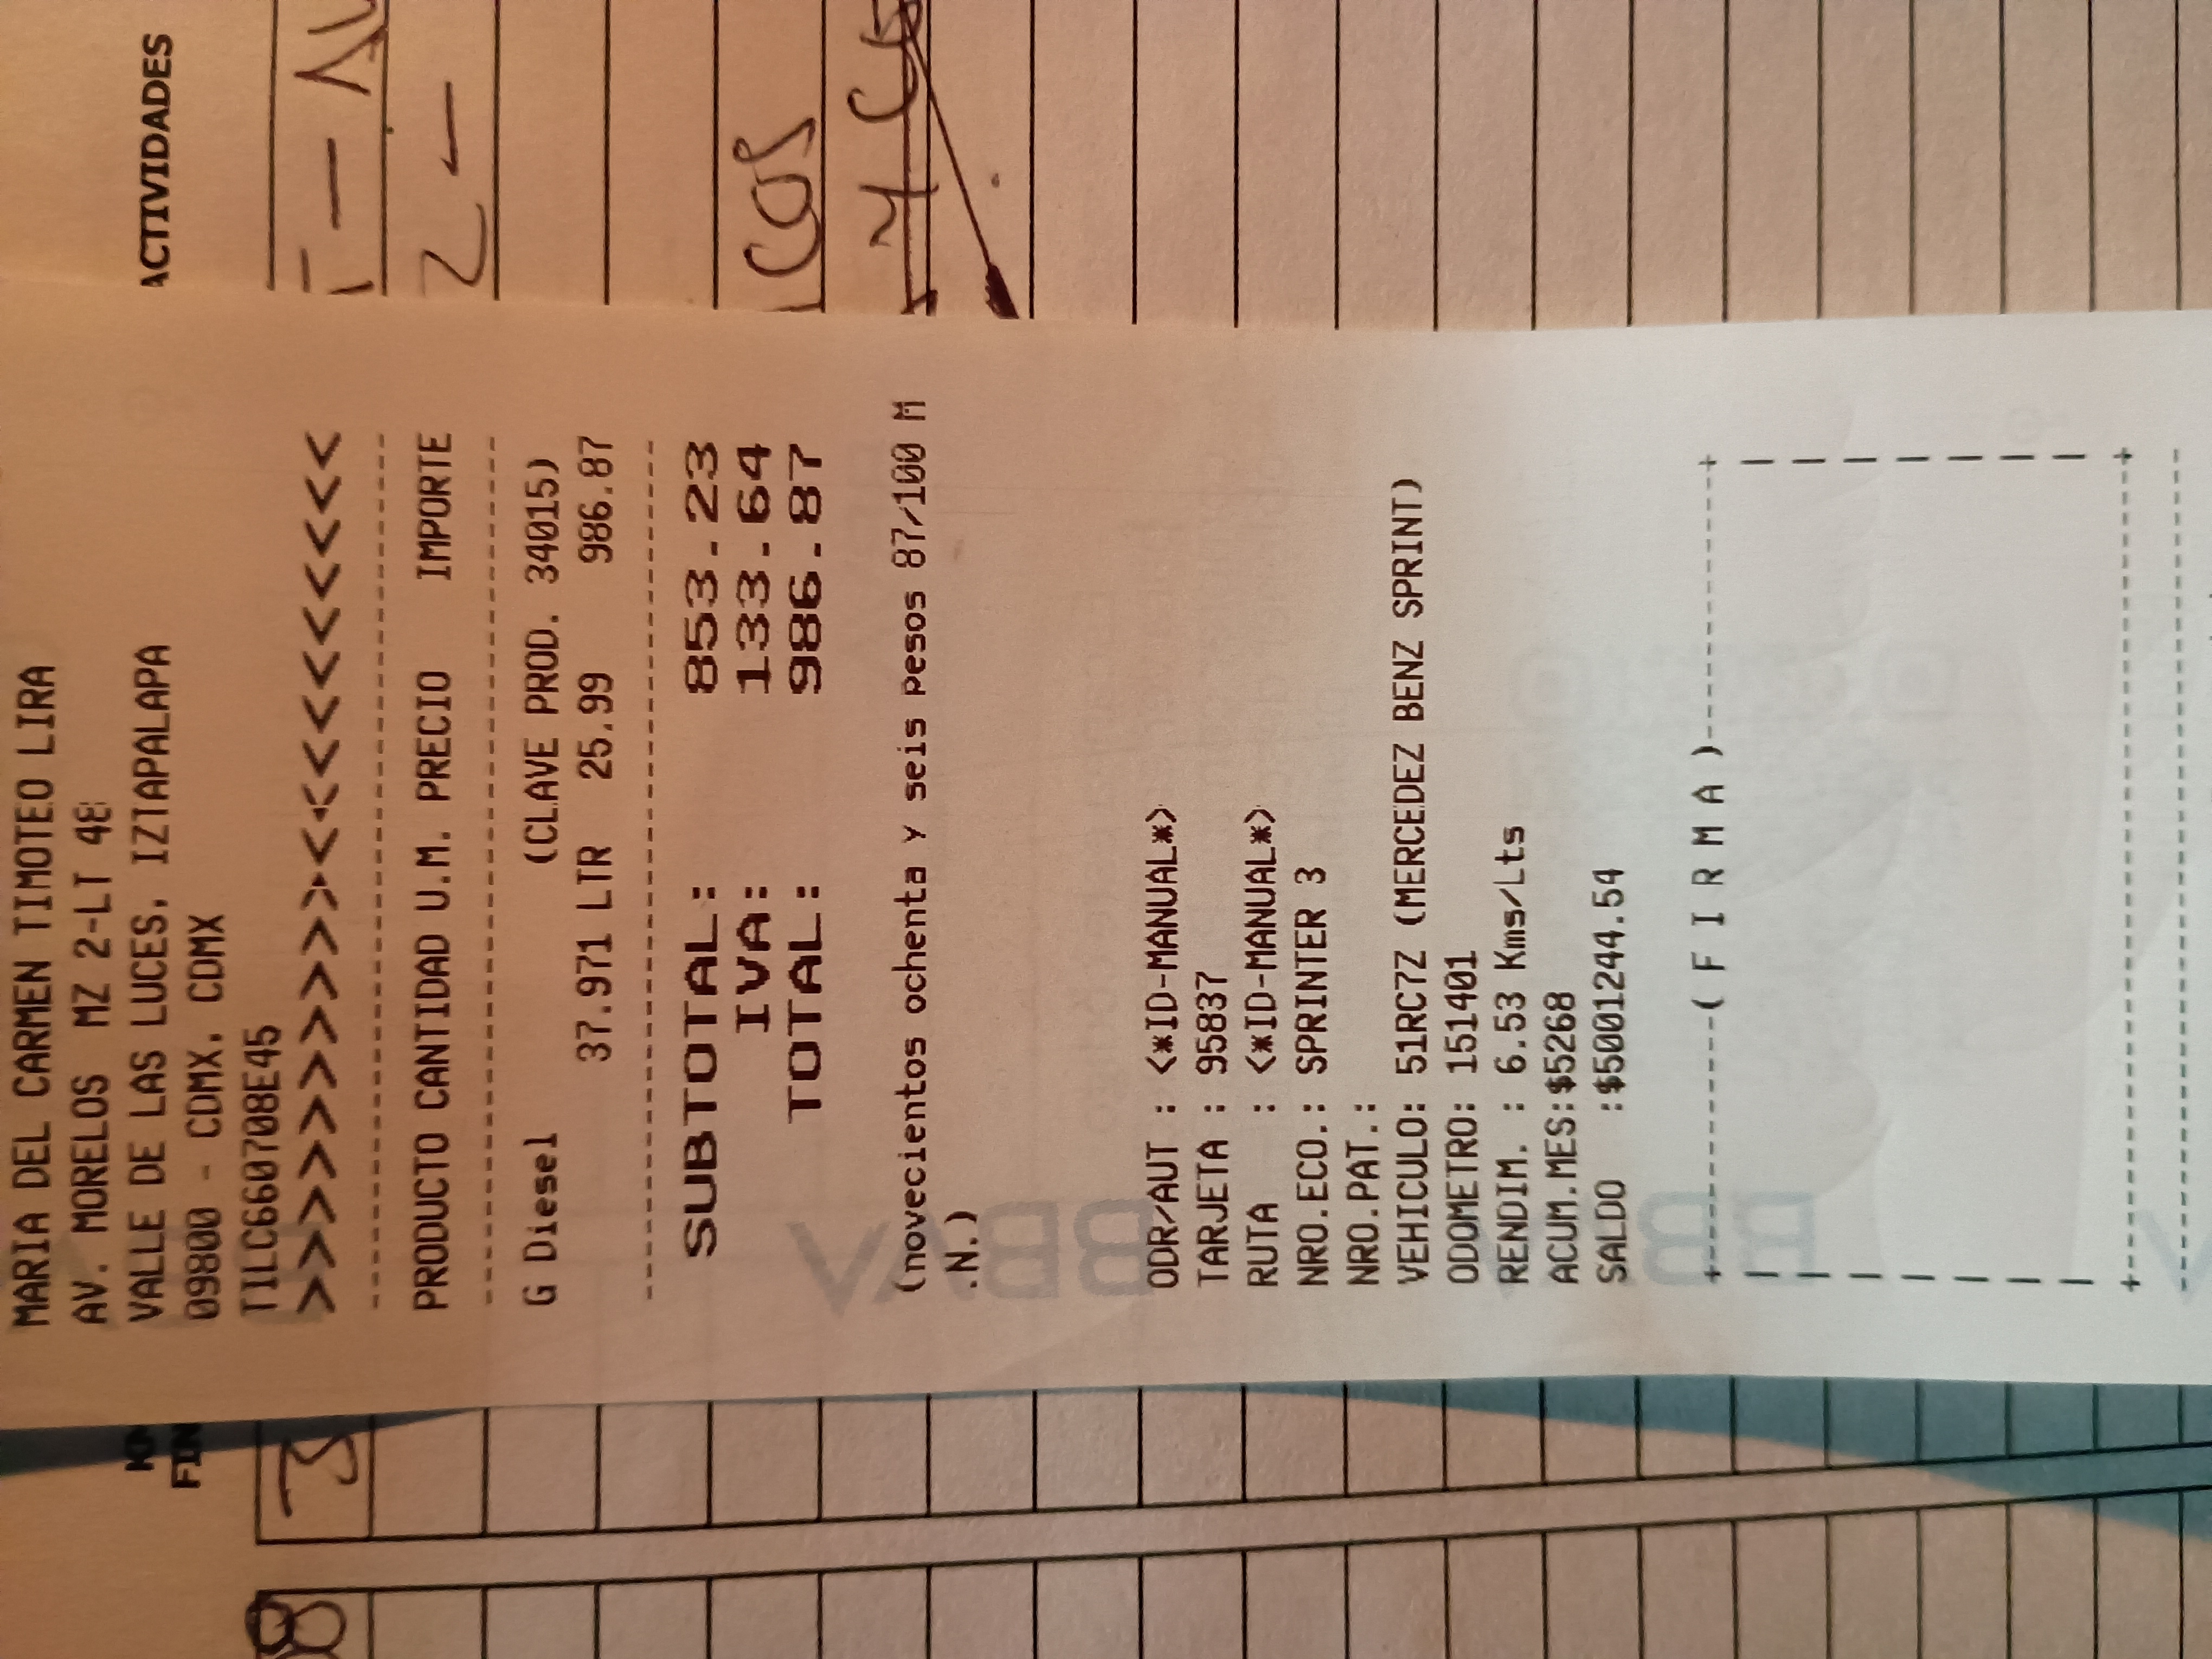 MARIA DEL CARMEN TIMOTEO LIRA
AV. MORELOS MZ 2-LT 48
VALLE DE LAS LUCES, IZTAPALAPA
09800 - CDMX, CDMX
TILC660708E45
>>>>>>>>><<<<<<<<<
PRODUCTO CANTIDAD U.M. PRECIO IMPORTE
G Diesel (CLAVE PROD. 34015)
37.971 LTR 25.99 986.87
SUBTOTAL: 853.23
IVA: 133.64
TOTAL: 986.87
(novecientos ochenta y seis pesos 87/100 M
.N.)
ODR/AUT : <*ID-MANUAL*>
TARJETA : 95837
RUTA : <*ID-MANUAL*>
NRO.ECO.: SPRINTER 3
NRO.PAT.:
VEHICULO: 51RC7Z (MERCEDEZ BENZ SPRINT)
ODOMETRO: 151401
RENDIM. : 6.53 Kms/Lts
ACUM.MES:$5268
SALDO :$5001244.54
+--------(F I R M A)--------+
BBVA
ACTIVIDADES